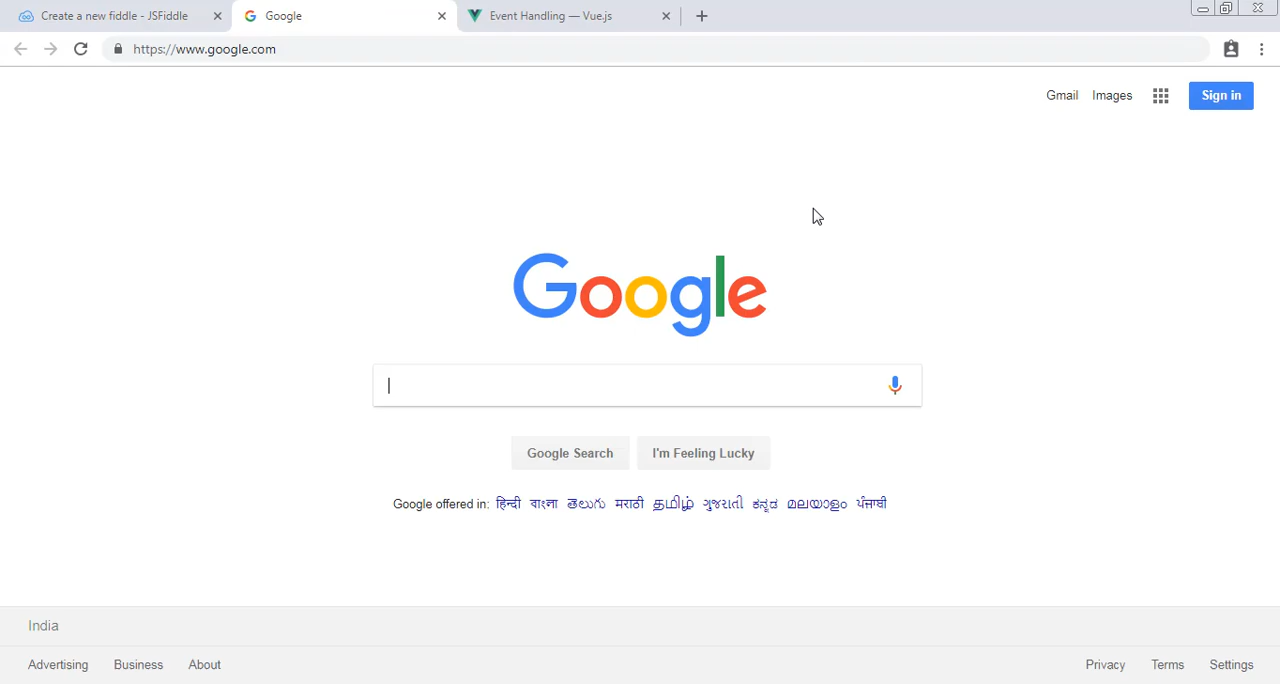 Create a new fiddle - JSFiddle
Google
Event Handling — Vue.js
https://www.google.com
Gmail Images Sign in
Google
Google Search I'm Feeling Lucky
Google offered in: हिन्दी বাংলা తెలుగు मराठी தமிழ் ગુજરાતી ಕನ್ನಡ മലയാളം ਪੰਜਾਬੀ
India
Advertising Business About Privacy Terms Settings